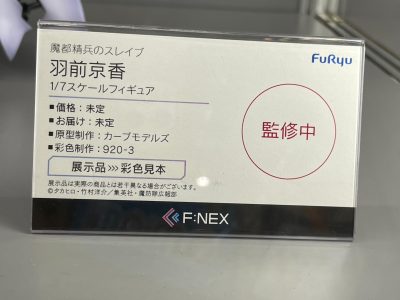 魔都精兵のスレイブ
FuRyu
羽前京香
1/7スケールフィギュア
■価格：未定
■お届け：未定
■原型制作：カーブモデルズ
■彩色制作：920-3
監修中
展示品>>>彩色見本
展示品は実際の商品とは若干異なる場合がございます。
©タカヒロ・竹村洋介／集英社・魔防隊広報部
F:NEX